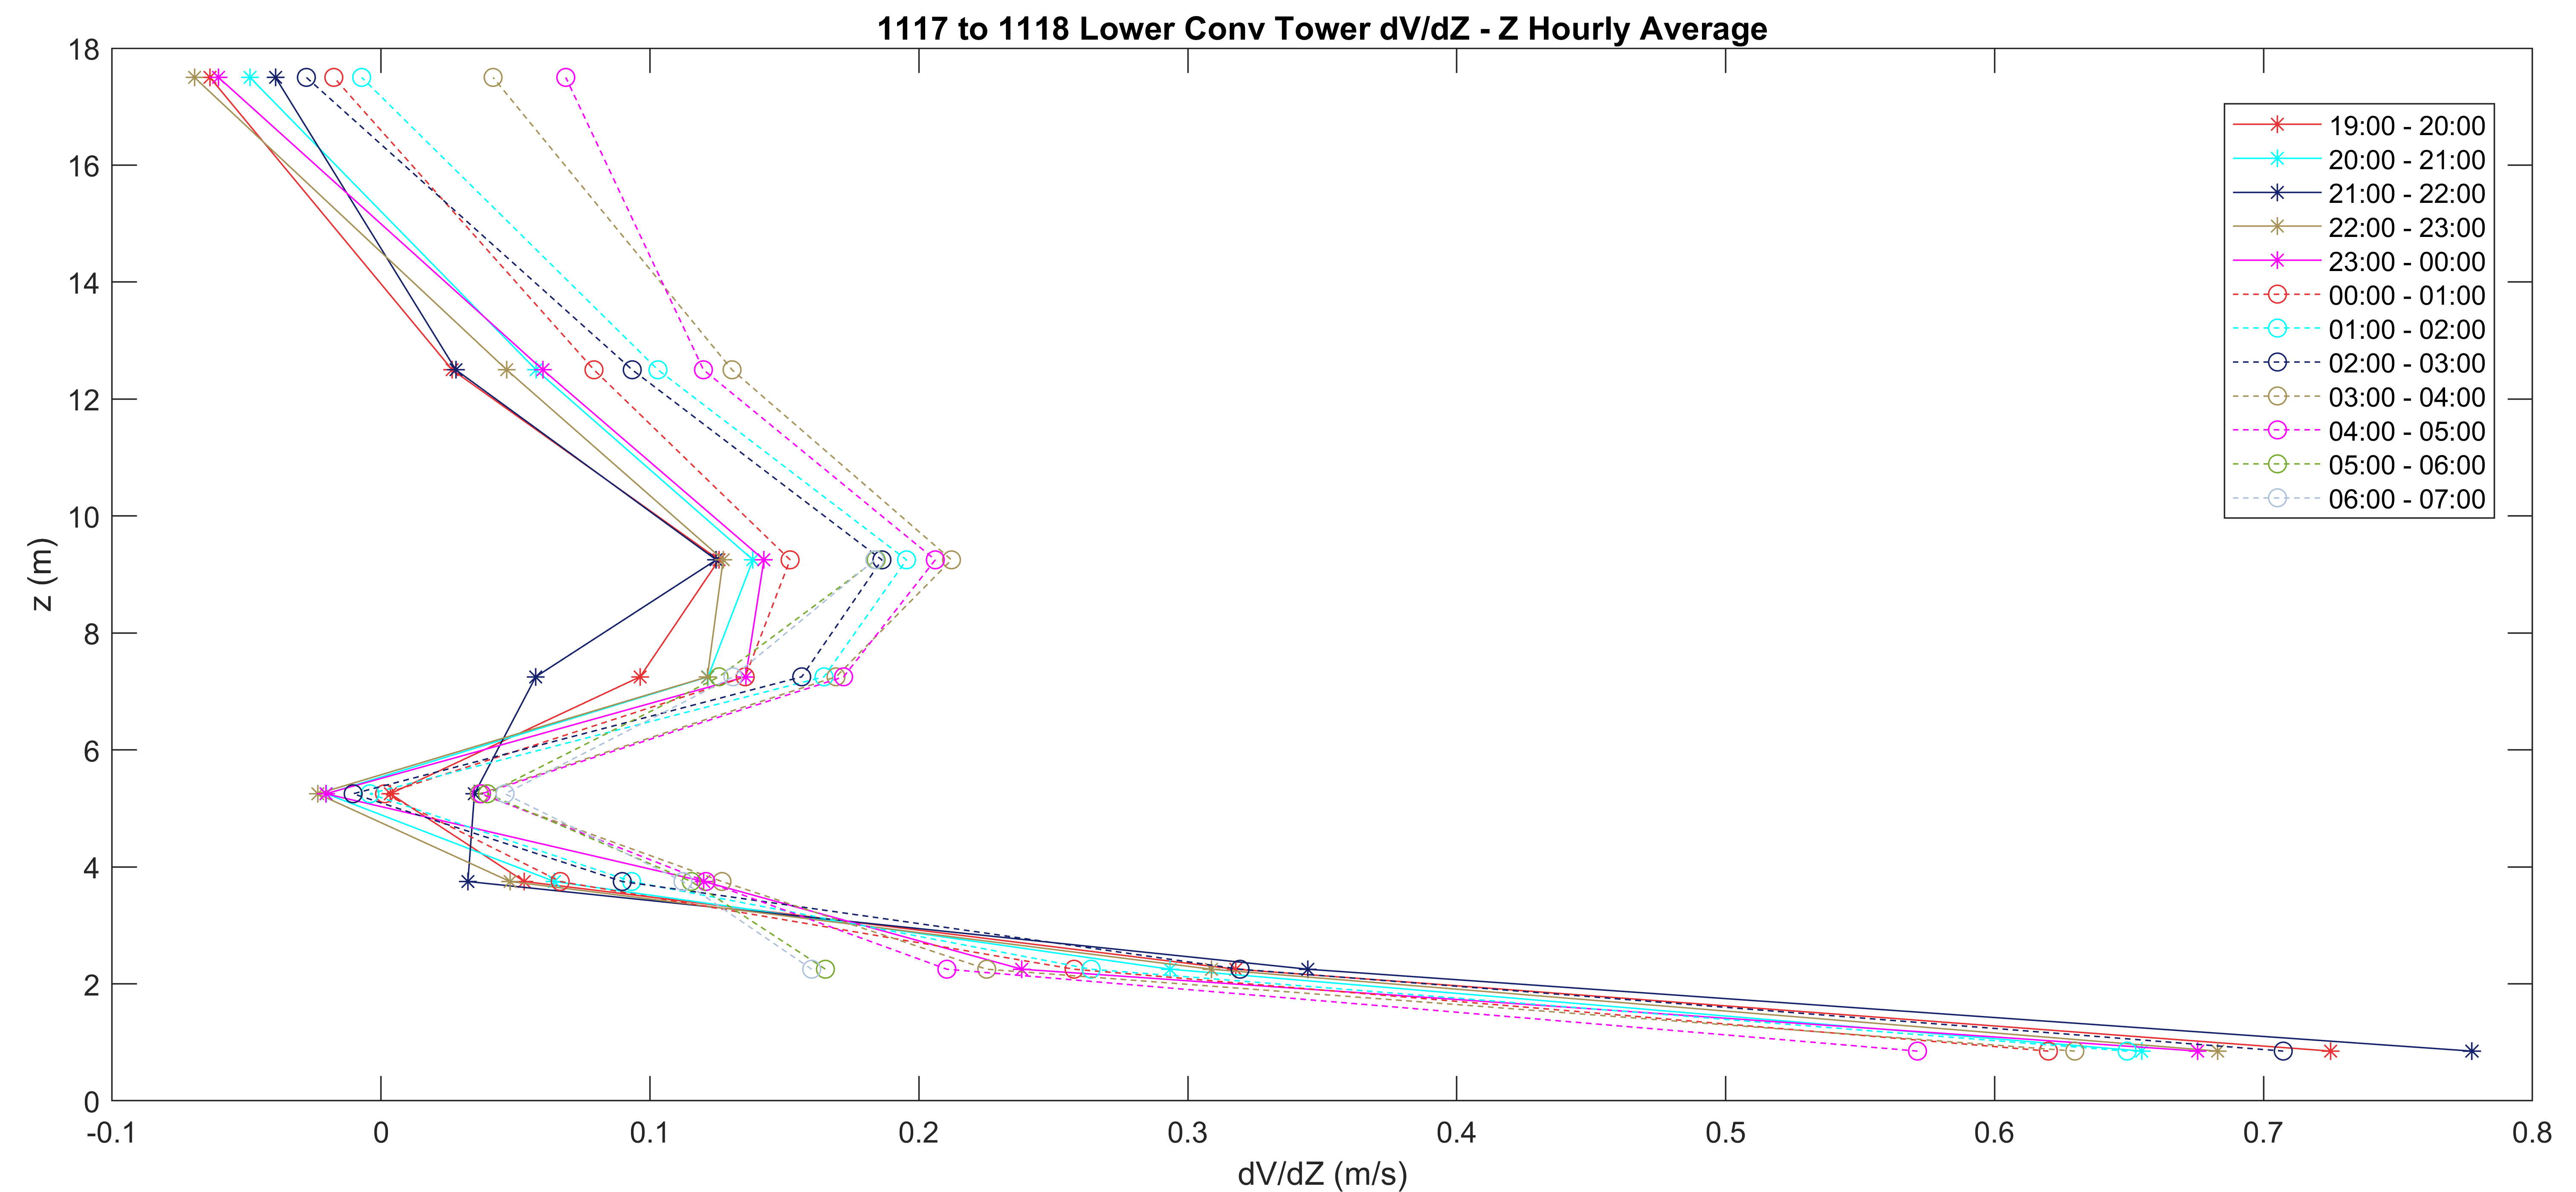 1117 to 1118 Lower Conv Tower dV/dZ - Z Hourly Average
18
16
14
12
10
8
6
4
2
0
z (m)
19:00 - 20:00
20:00 - 21:00
21:00 - 22:00
22:00 - 23:00
23:00 - 00:00
00:00 - 01:00
01:00 - 02:00
02:00 - 03:00
03:00 - 04:00
04:00 - 05:00
05:00 - 06:00
06:00 - 07:00
-0.1 0 0.1 0.2 0.3 0.4 0.5 0.6 0.7 0.8
dV/dZ (m/s)